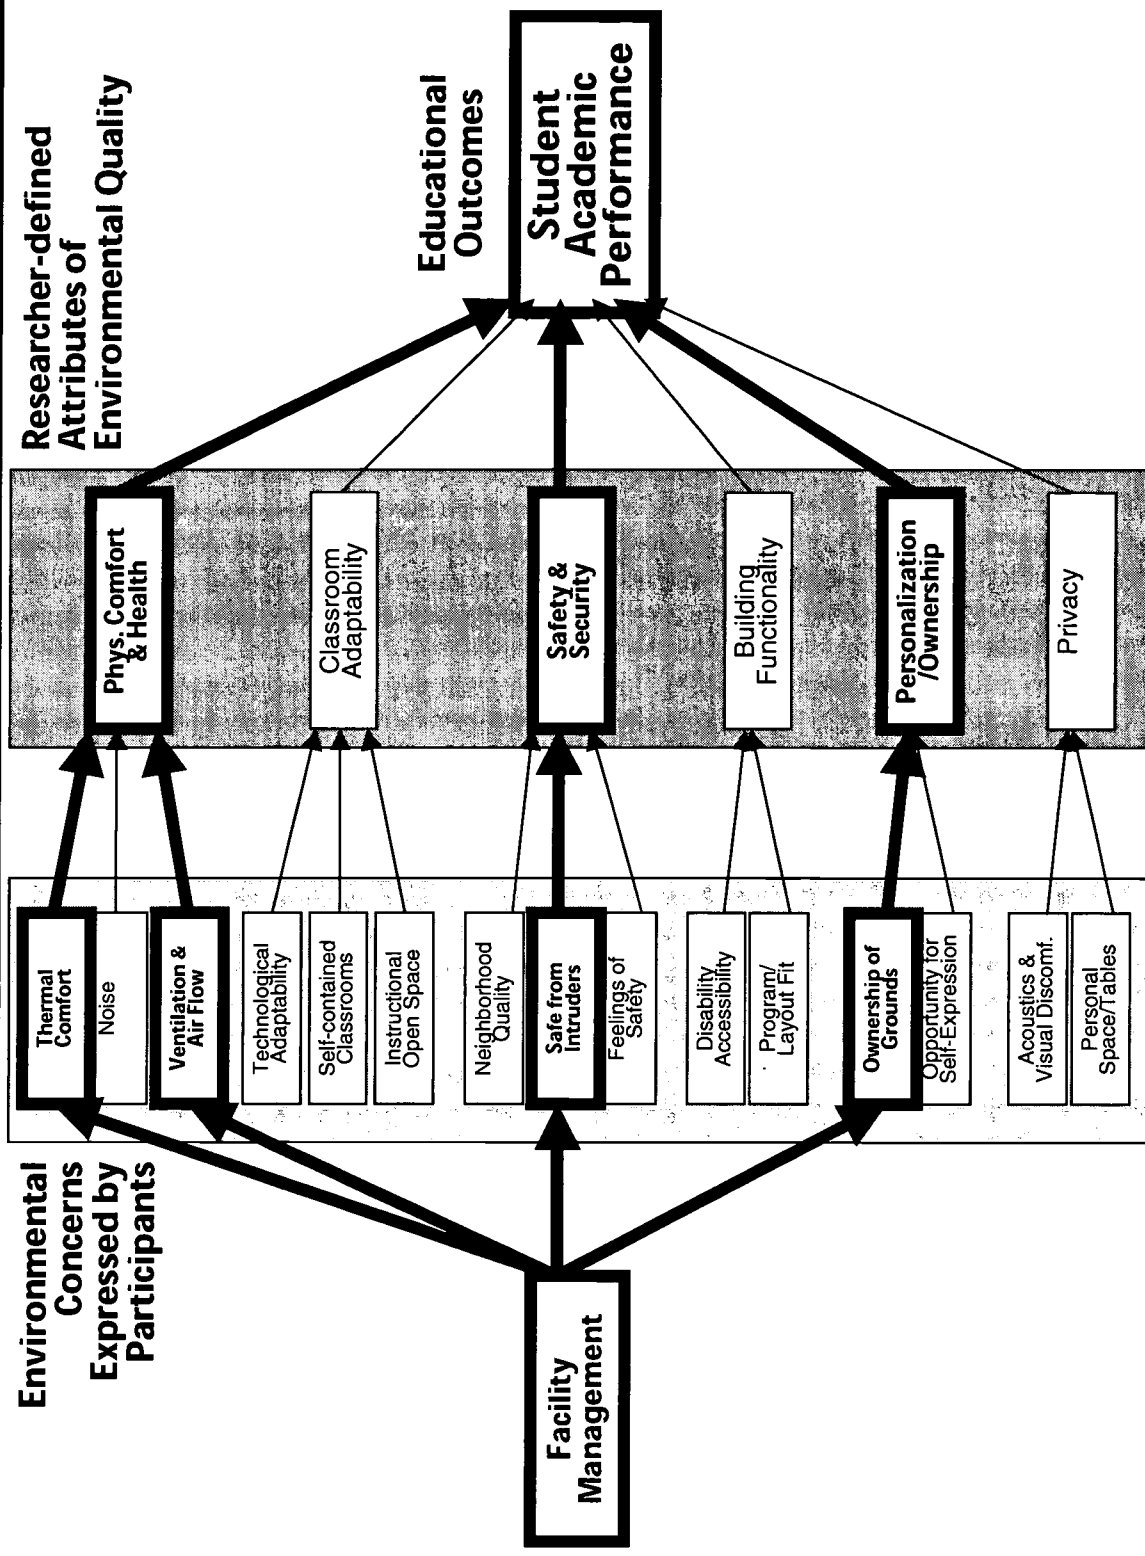 Environmental
Concerns
Expressed by
Participants
Researcher-defined
Attributes of
Environmental Quality
Educational
Outcomes
Facility
Management
Thermal
Comfort
Noise
Ventilation &
Air Flow
Technological
Adaptability
Self-contained
Classrooms
Instructional
Open Space
Neighborhood
Quality
Safe from
Intruders
Feelings of
Safety
Disability
Accessibility
Program/
Layout Fit
Ownership of
Grounds
Opportunity for
Self-Expression
Acoustics &
Visual Discomf.
Personal
Space/Tables
Phys. Comfort
& Health
Classroom
Adaptability
Safety &
Security
Building
Functionality
Personalization
/Ownership
Privacy
Student
Academic
Performance